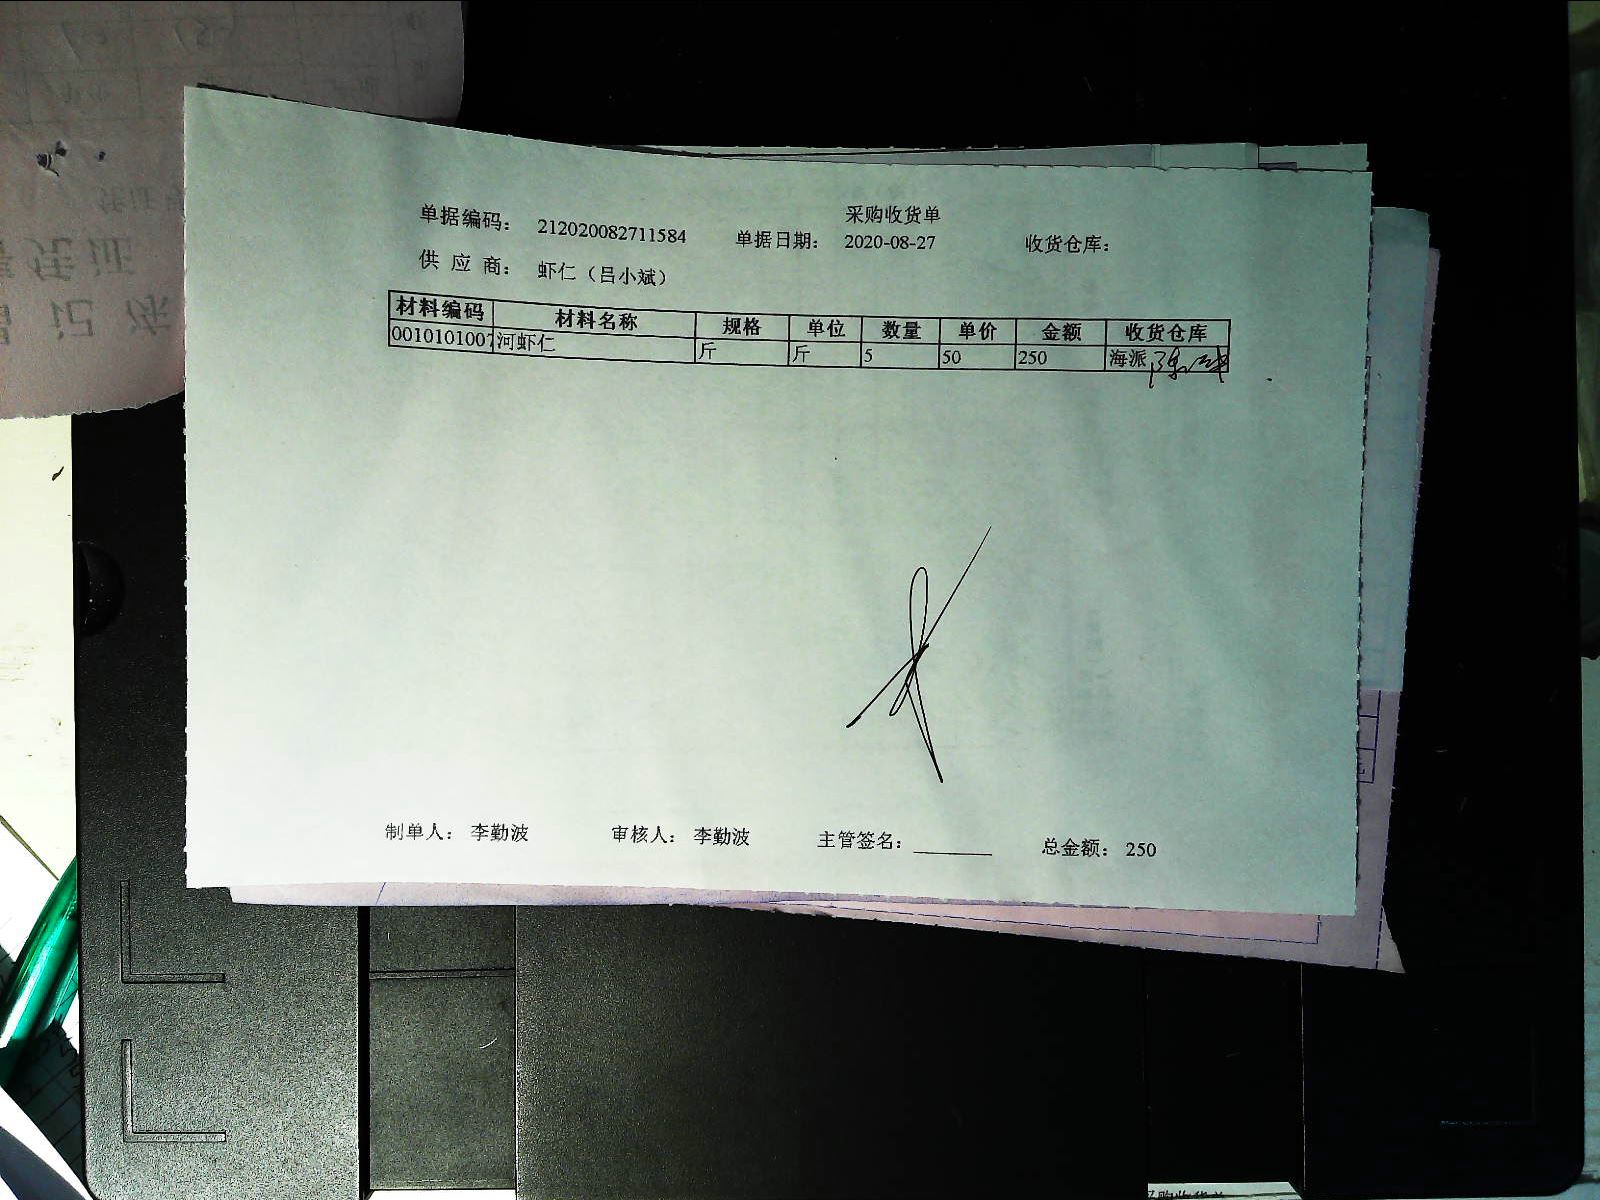 采购收货单
单据编码： 212020082711584 单据日期： 2020-08-27 收货仓库：
供 应 商： 虾仁（吕小斌）
材料编码 材料名称 规格 单位 数量 单价 金额 收货仓库
0010101007 河虾仁 斤 斤 5 50 250 海派
制单人： 李勤波 审核人： 李勤波 主管签名： 总金额： 250